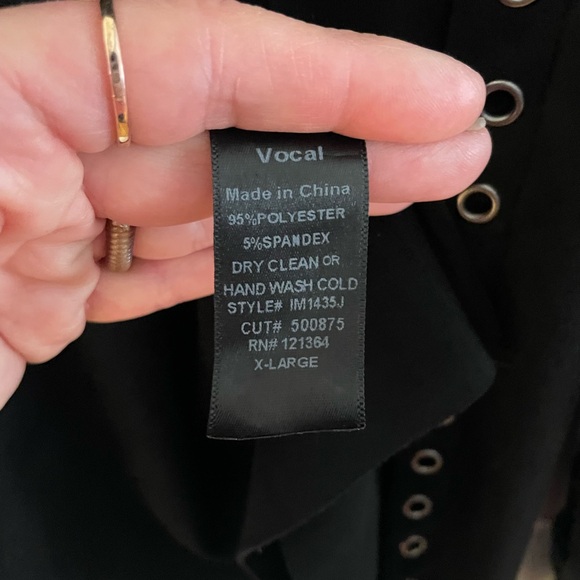 Vocal
Made in China
95%POLYESTER
5%SPANDEX
DRY CLEAN OR
HAND WASH COLD
STYLE# IM1435J
CUT# 500875
RN# 121364
X-LARGE